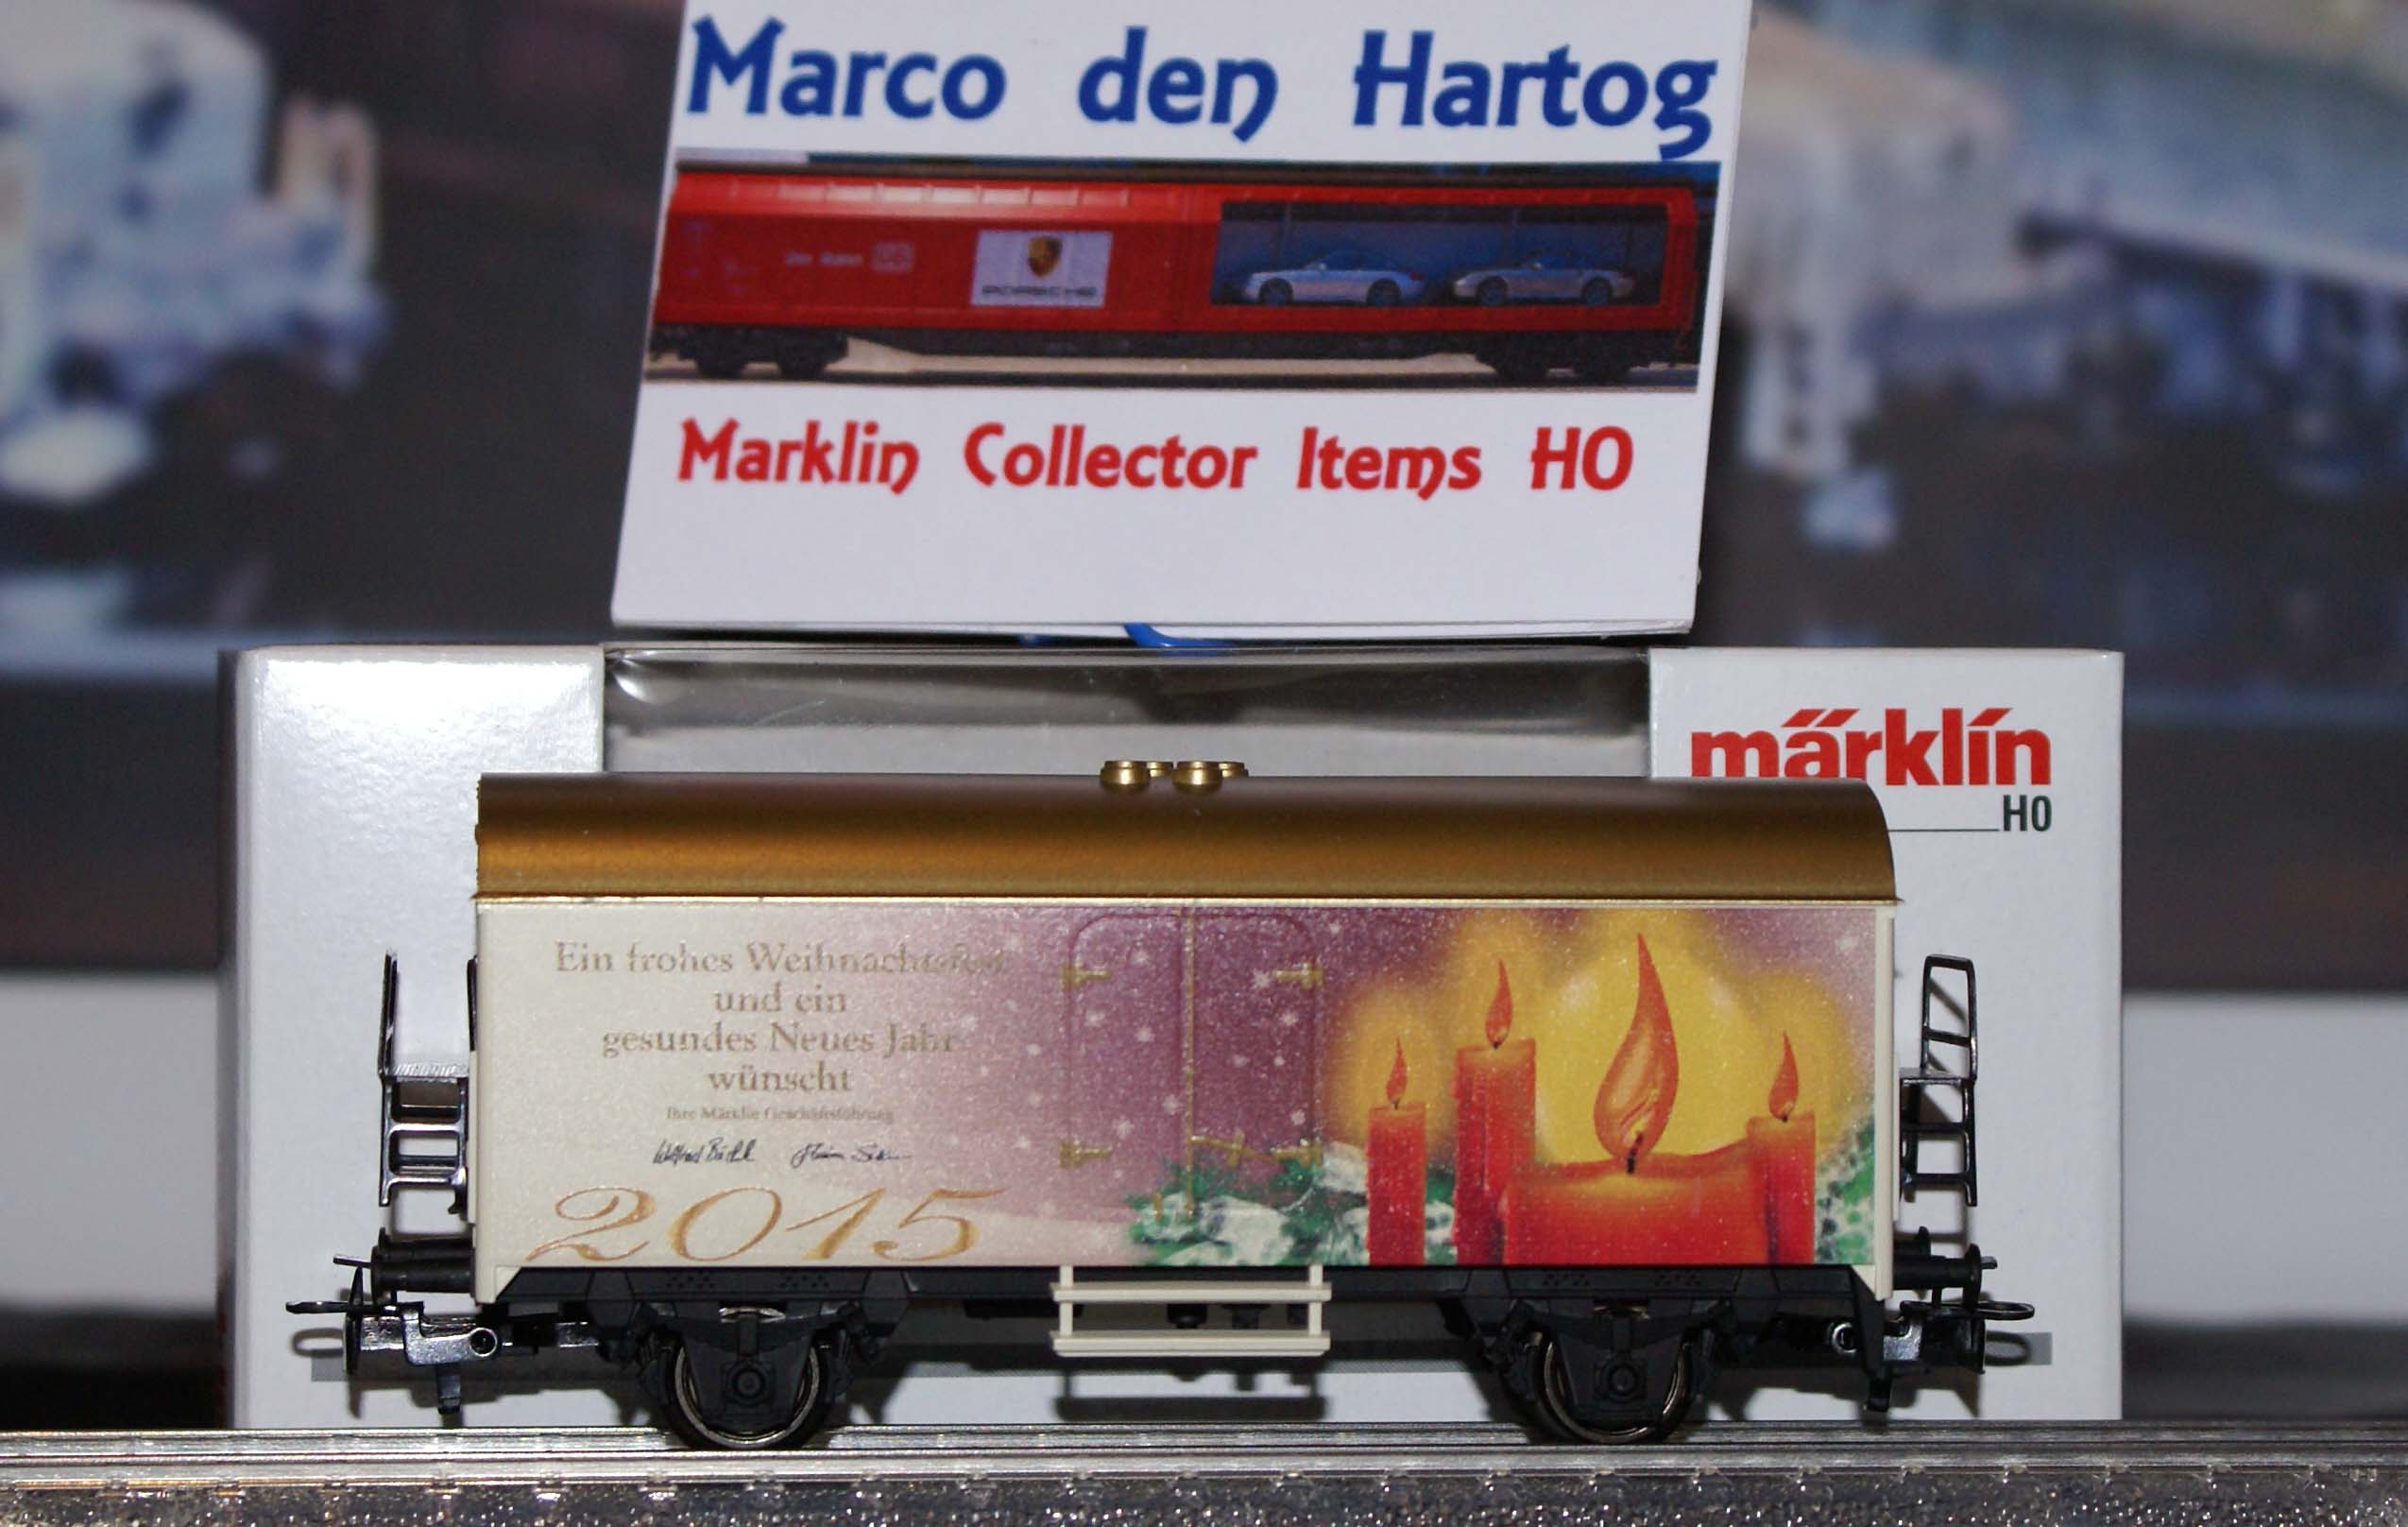 Marco den Hartog
PORSCHE
Marklin Collector Items HO
märklin
H0
Ein frohes Weihnachtsfest
und ein
gesundes Neues Jahr
wünscht
Ihre Märklin Geschäftsführung
2015